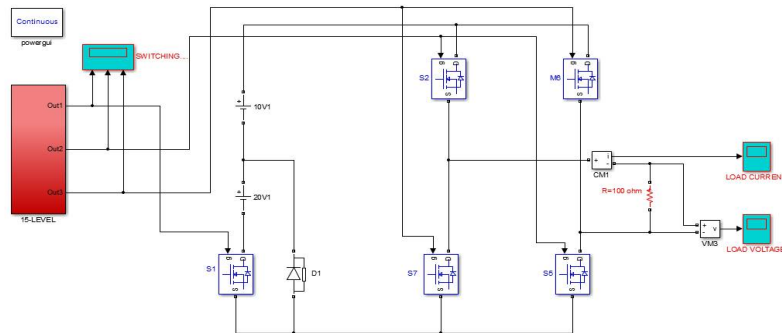 Continuous
powergui
SWITCHING...
Out1
Out2
Out3
15-LEVEL
+
10V1
+
20V1
g
D
S
S1
D1
g
D
S
S2
g
D
S
M6
g
D
S
S7
g
D
S
S5
+
i
-
CM1
R=100 ohm
+
-
v
VM3
LOAD CURRENT
LOAD VOLTAGE